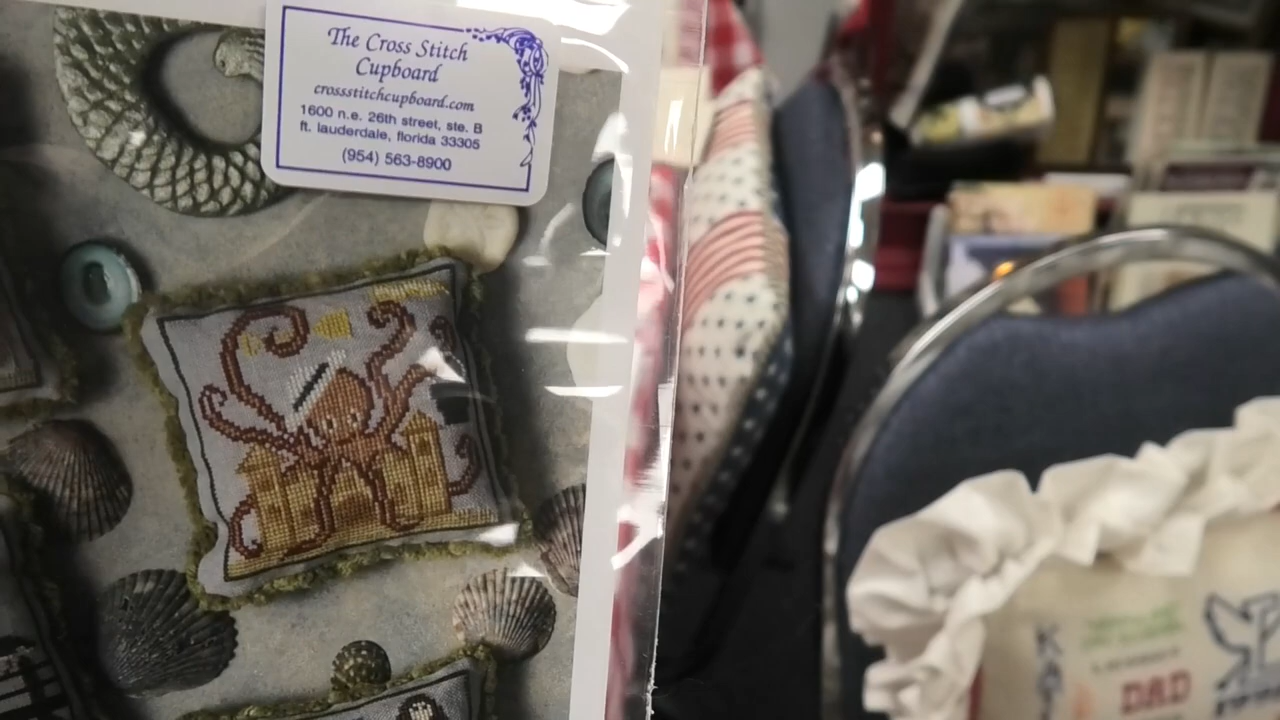 The Cross Stitch
Cupboard
crossstitchcupboard.com
1600 n.e. 26th street, ste. B
ft. lauderdale, florida 33305
(954) 563-8900
DAD